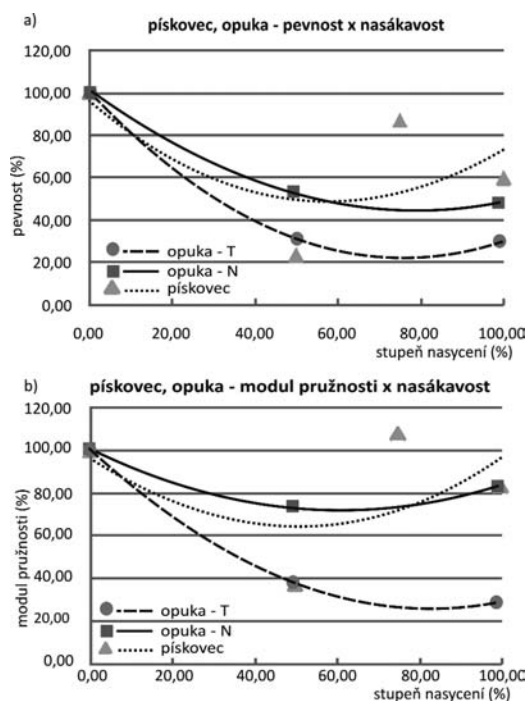 a)
pískovec, opuka - pevnost x nasákavost
120,00
100,00
80,00
60,00
40,00
20,00
0,00
pevnost (%)
opuka - T
opuka - N
pískovec
0,00 20,00 40,00 60,00 80,00 100,00
stupeň nasycení (%)
b)
pískovec, opuka - modul pružnosti x nasákavost
120,00
100,00
80,00
60,00
40,00
20,00
0,00
modul pružnosti (%)
opuka - T
opuka - N
pískovec
0,00 20,00 40,00 60,00 80,00 100,00
stupeň nasycení (%)